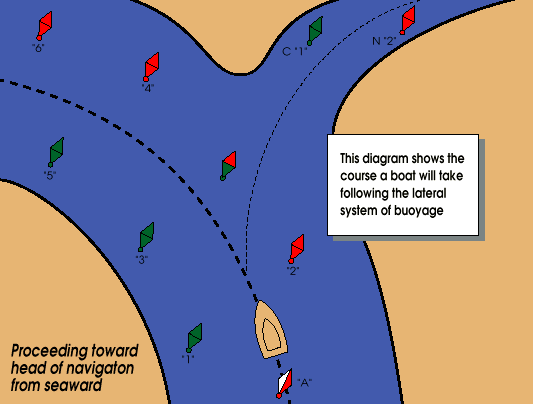 "6"
C "1"
N "2"
"4"
"5"
This diagram shows the
course a boat will take
following the lateral
system of buoyage
"3"
"2"
"1"
Proceeding toward
head of navigaton
from seaward
"A"